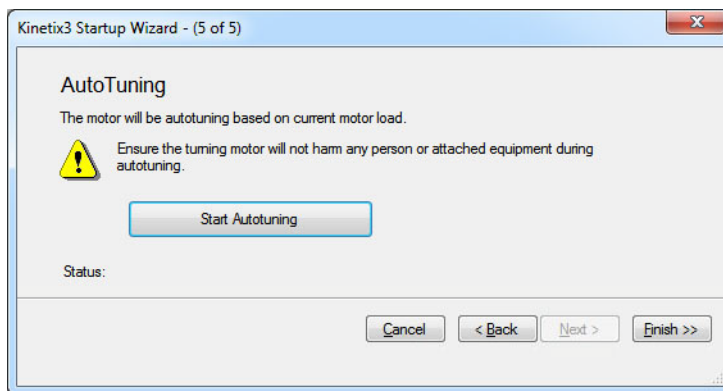 Kinetix3 Startup Wizard - (5 of 5)
AutoTuning
The motor will be autotuning based on current motor load.
Ensure the turning motor will not harm any person or attached equipment during
autotuning.
Start Autotuning
Status:
Cancel
< Back
Next >
Finish >>